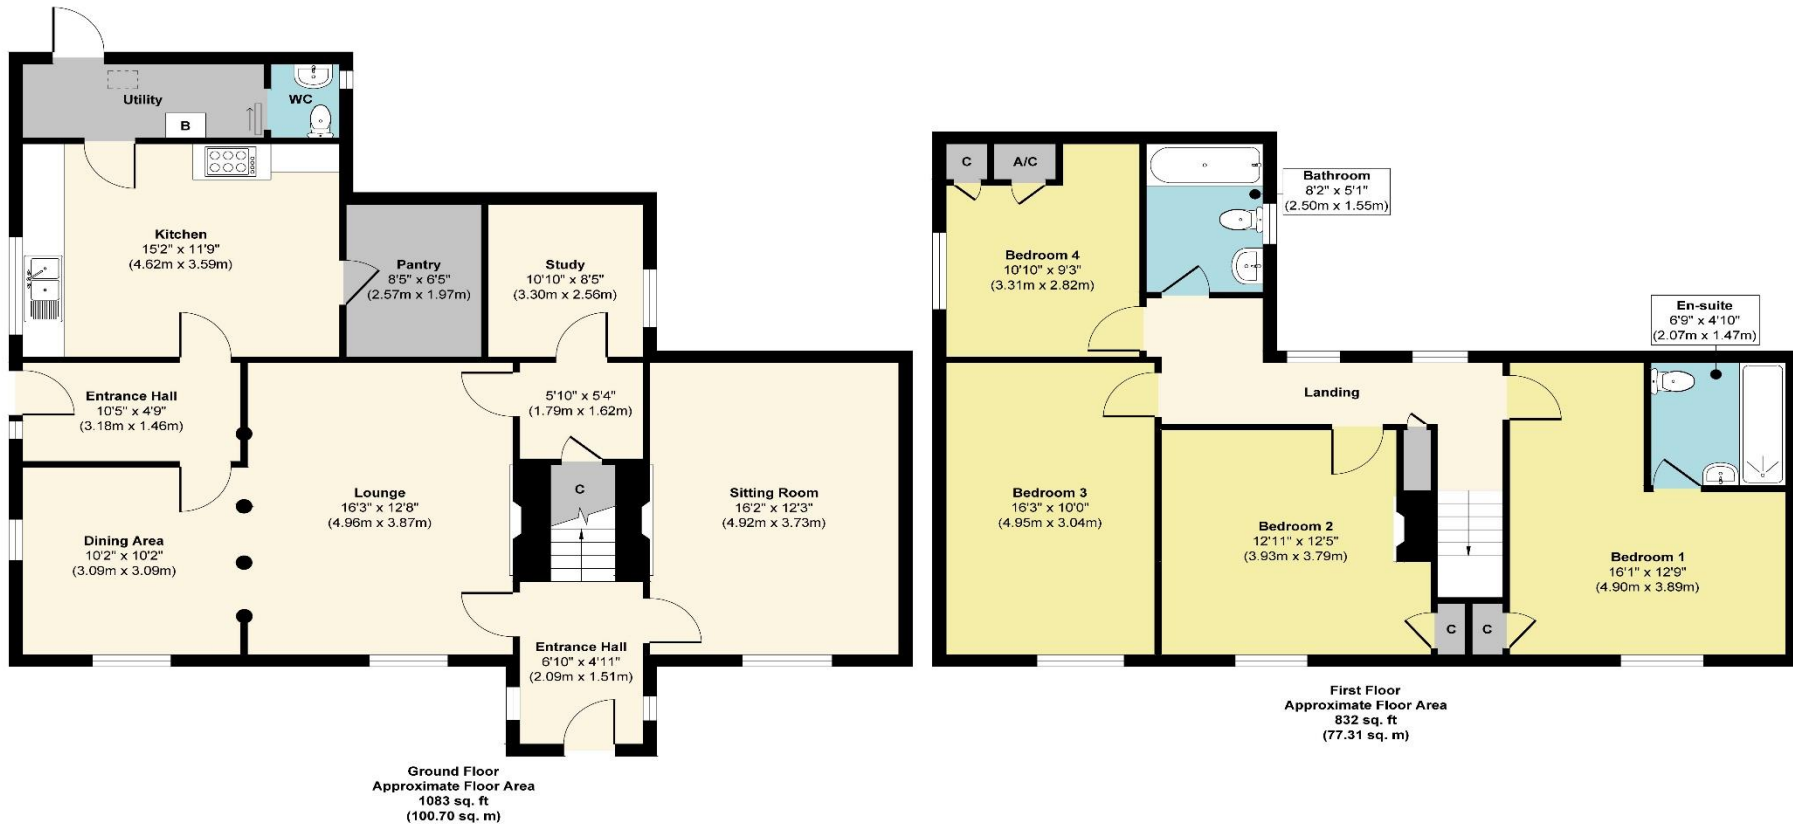 Utility
B
WC
Kitchen
15'2" x 11'9"
(4.62m x 3.59m)
Pantry
8'5" x 6'5"
(2.57m x 1.97m)
Study
10'10" x 8'5"
(3.30m x 2.56m)
Entrance Hall
10'5" x 4'9"
(3.18m x 1.46m)
5'10" x 5'4"
(1.79m x 1.62m)
C
Lounge
16'3" x 12'8"
(4.96m x 3.87m)
Sitting Room
16'2" x 12'3"
(4.92m x 3.73m)
Dining Area
10'2" x 10'2"
(3.09m x 3.09m)
Entrance Hall
6'10" x 4'11"
(2.09m x 1.51m)
Ground Floor
Approximate Floor Area
1083 sq. ft
(100.70 sq. m)
C
A/C
Bathroom
8'2" x 5'1"
(2.50m x 1.55m)
Bedroom 4
10'10" x 9'3"
(3.31m x 2.82m)
En-suite
6'9" x 4'10"
(2.07m x 1.47m)
Landing
Bedroom 3
16'3" x 10'0"
(4.95m x 3.04m)
Bedroom 2
12'11" x 12'5"
(3.93m x 3.79m)
Bedroom 1
16'1" x 12'9"
(4.90m x 3.89m)
C
C
First Floor
Approximate Floor Area
832 sq. ft
(77.31 sq. m)